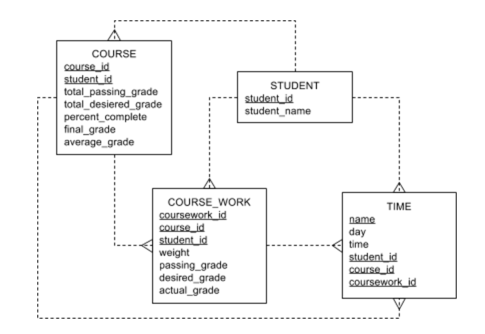 COURSE
course_id
student_id
total_passing_grade
total_desiered_grade
percent_complete
final_grade
average_grade
STUDENT
student_id
student_name
COURSE_WORK
coursework_id
course_id
student_id
weight
passing_grade
desired_grade
actual_grade
TIME
name
day
time
student_id
course_id
coursework_id